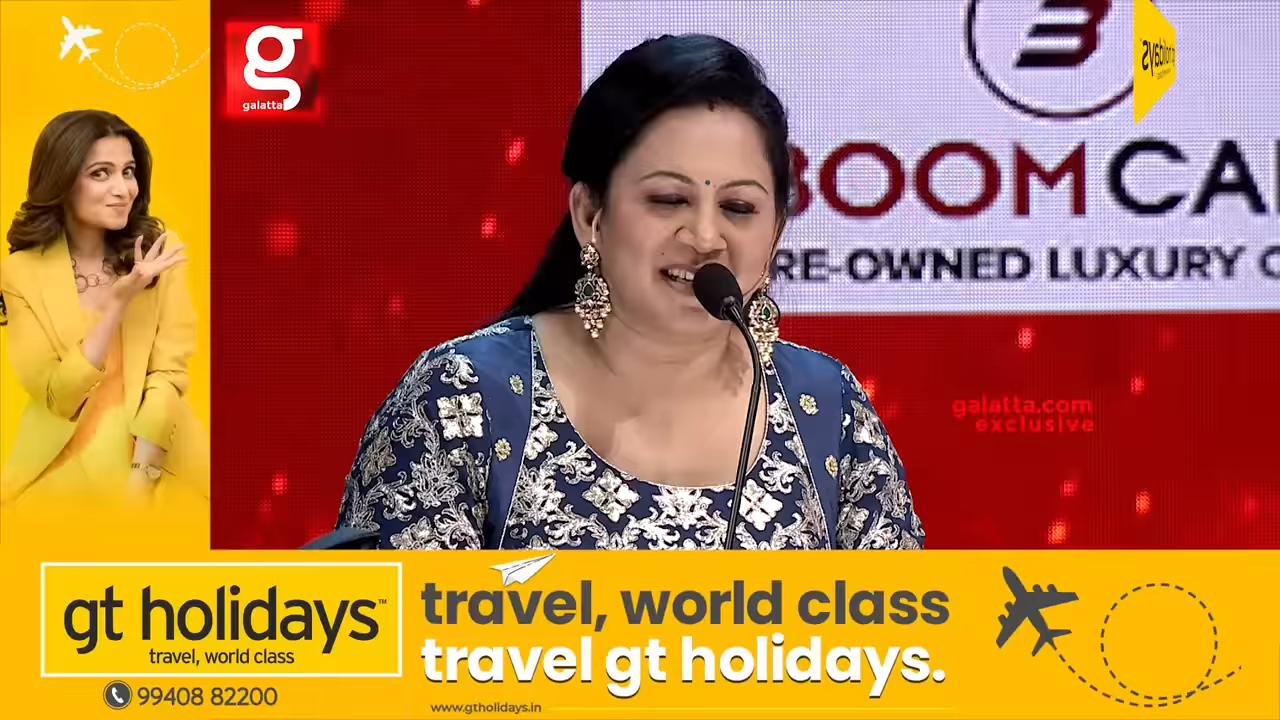 g
galatta
B
BOOM CA
RE-OWNED LUXURY
galatta.com
exclusive
gt holidays™
travel, world class
99408 82200
travel, world class
travel gt holidays.
www.gtholidays.in